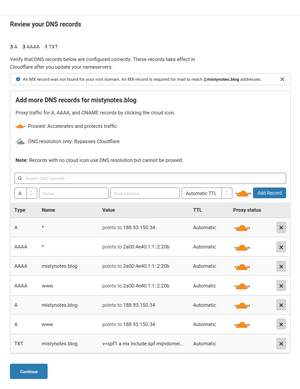 Review your DNS records
3 A 3 AAAA 1 TXT
Verify that DNS records below are configured correctly. These records take effect in
Cloudflare after you update your nameservers.
An MX record was not found for your root domain. An MX record is required for mail to reach @mistynotes.blog addresses.
Add more DNS records for mistynotes.blog
Proxy traffic for A, AAAA, and CNAME records by clicking the cloud icon.
Proxied: Accelerates and protects traffic
DNS resolution only: Bypasses Cloudflare
Note: Records with no cloud icon use DNS resolution but cannot be proxied.
Search DNS records
A Name IPv4 address Automatic TTL Add Record
Type Name Value TTL Proxy status
A * points to 188.93.150.34 Automatic
AAAA * points to 2a00:4e40:1:1::2:20b Automatic
AAAA mistynotes.blog points to 2a00:4e40:1:1::2:20b Automatic
AAAA www points to 2a00:4e40:1:1::2:20b Automatic
A mistynotes.blog points to 188.93.150.34 Automatic
A www points to 188.93.150.34 Automatic
TXT mistynotes.blog v=spf1 a mx include:spf.mijndomei... Automatic
Continue